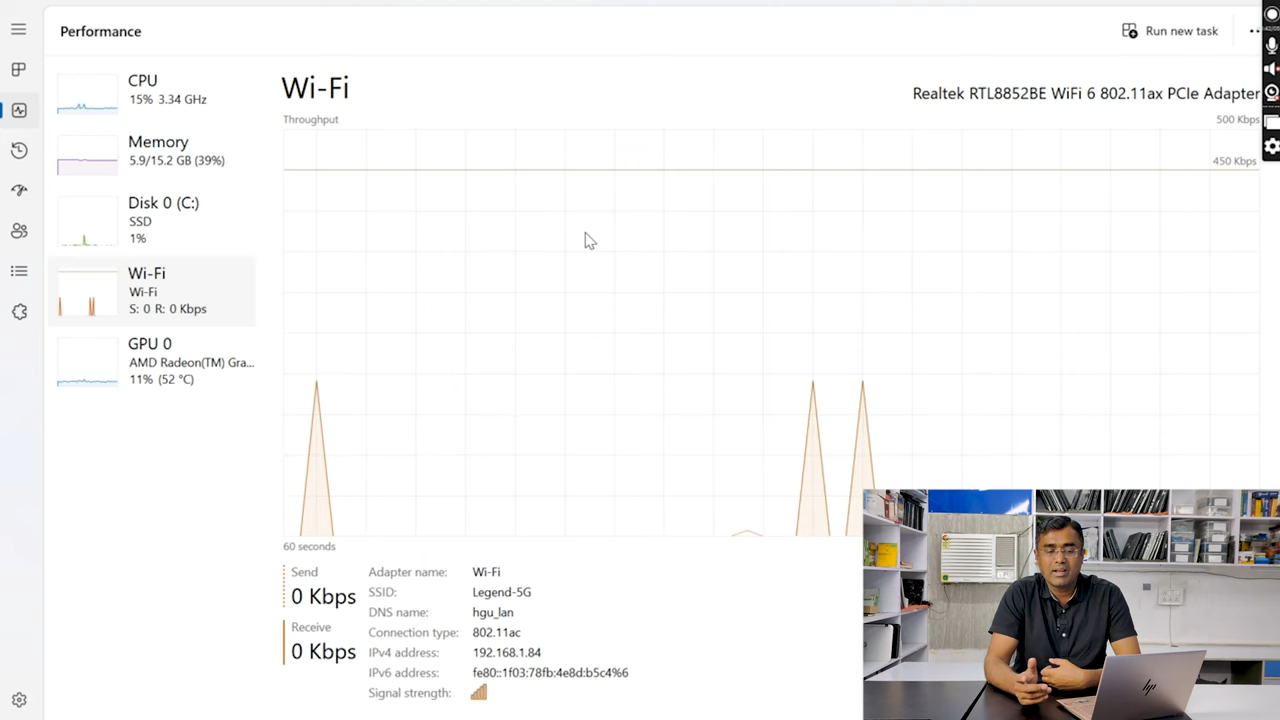 Performance
Run new task
CPU
15% 3.34 GHz
Memory
5.9/15.2 GB (39%)
Disk 0 (C:)
SSD
1%
Wi-Fi
Wi-Fi
S: 0 R: 0 Kbps
GPU 0
AMD Radeon(TM) Gra...
11% (52 °C)
Wi-Fi
Realtek RTL8852BE WiFi 6 802.11ax PCIe Adapter
Throughput
500 Kbps
450 Kbps
60 seconds
Send
0 Kbps
Receive
0 Kbps
Adapter name: Wi-Fi
SSID: Legend-5G
DNS name: hgu_lan
Connection type: 802.11ac
IPv4 address: 192.168.1.84
IPv6 address: fe80::1f03:78fb:4e8d:b5c4%6
Signal strength:
hp